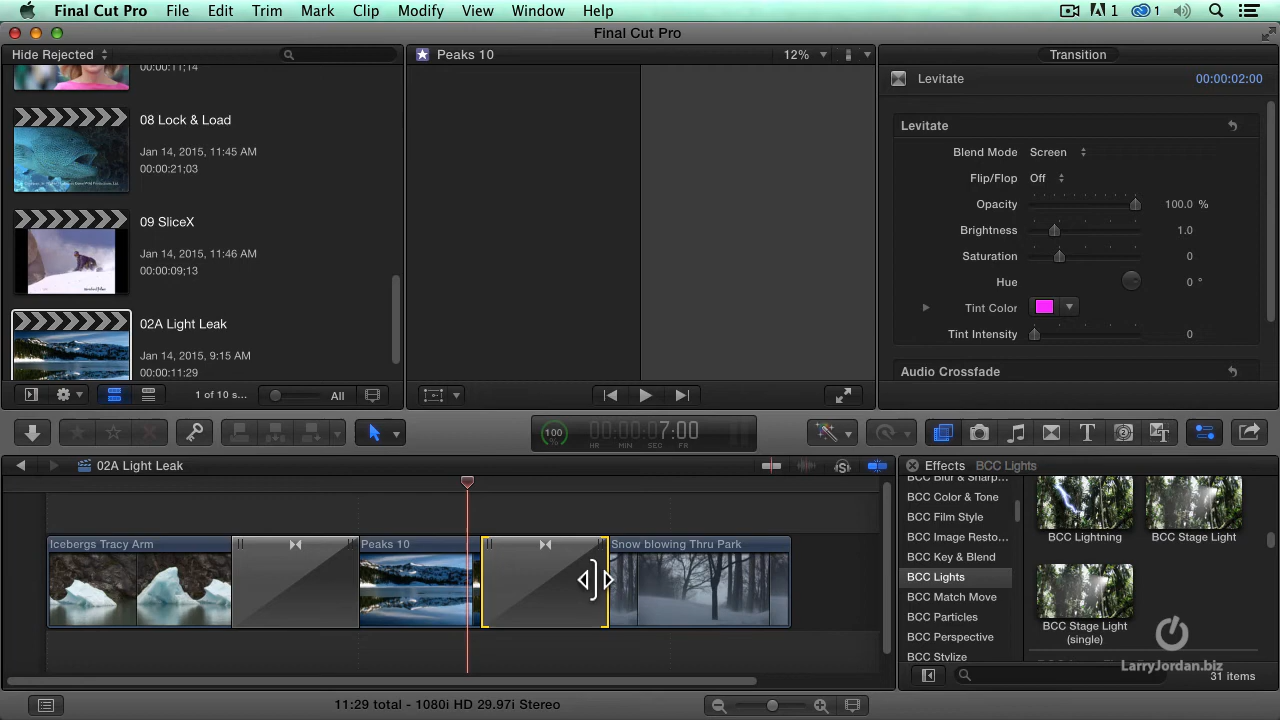 Final Cut Pro File Edit Trim Mark Clip Modify View Window Help 1 1
Final Cut Pro
Hide Rejected
00:00:11;14
08 Lock & Load
Jan 14, 2015, 11:45 AM
00:00:21;03
09 SliceX
Jan 14, 2015, 11:46 AM
00:00:09;13
02A Light Leak
Jan 14, 2015, 9:15 AM
00:00:11:29
1 of 10 s... All
Peaks 10 12%
Transition
Levitate 00:00:02:00
Levitate
Blend Mode Screen
Flip/Flop Off
Opacity 100.0 %
Brightness 1.0
Saturation 0
Hue 0 °
Tint Color
Tint Intensity 0
Audio Crossfade
100 % 00:00:07:00
HR MIN SEC FR
02A Light Leak
Icebergs Tracy Arm
Peaks 10
Snow blowing Thru Park
Effects BCC Lights
BCC Blur & Sharp...
BCC Color & Tone
BCC Film Style
BCC Image Resto...
BCC Key & Blend
BCC Lights
BCC Match Move
BCC Particles
BCC Perspective
BCC Stylize
BCC Lightning
BCC Stage Light
BCC Stage Light
(single)
LarryJordan.biz
31 items
11:29 total - 1080i HD 29.97i Stereo